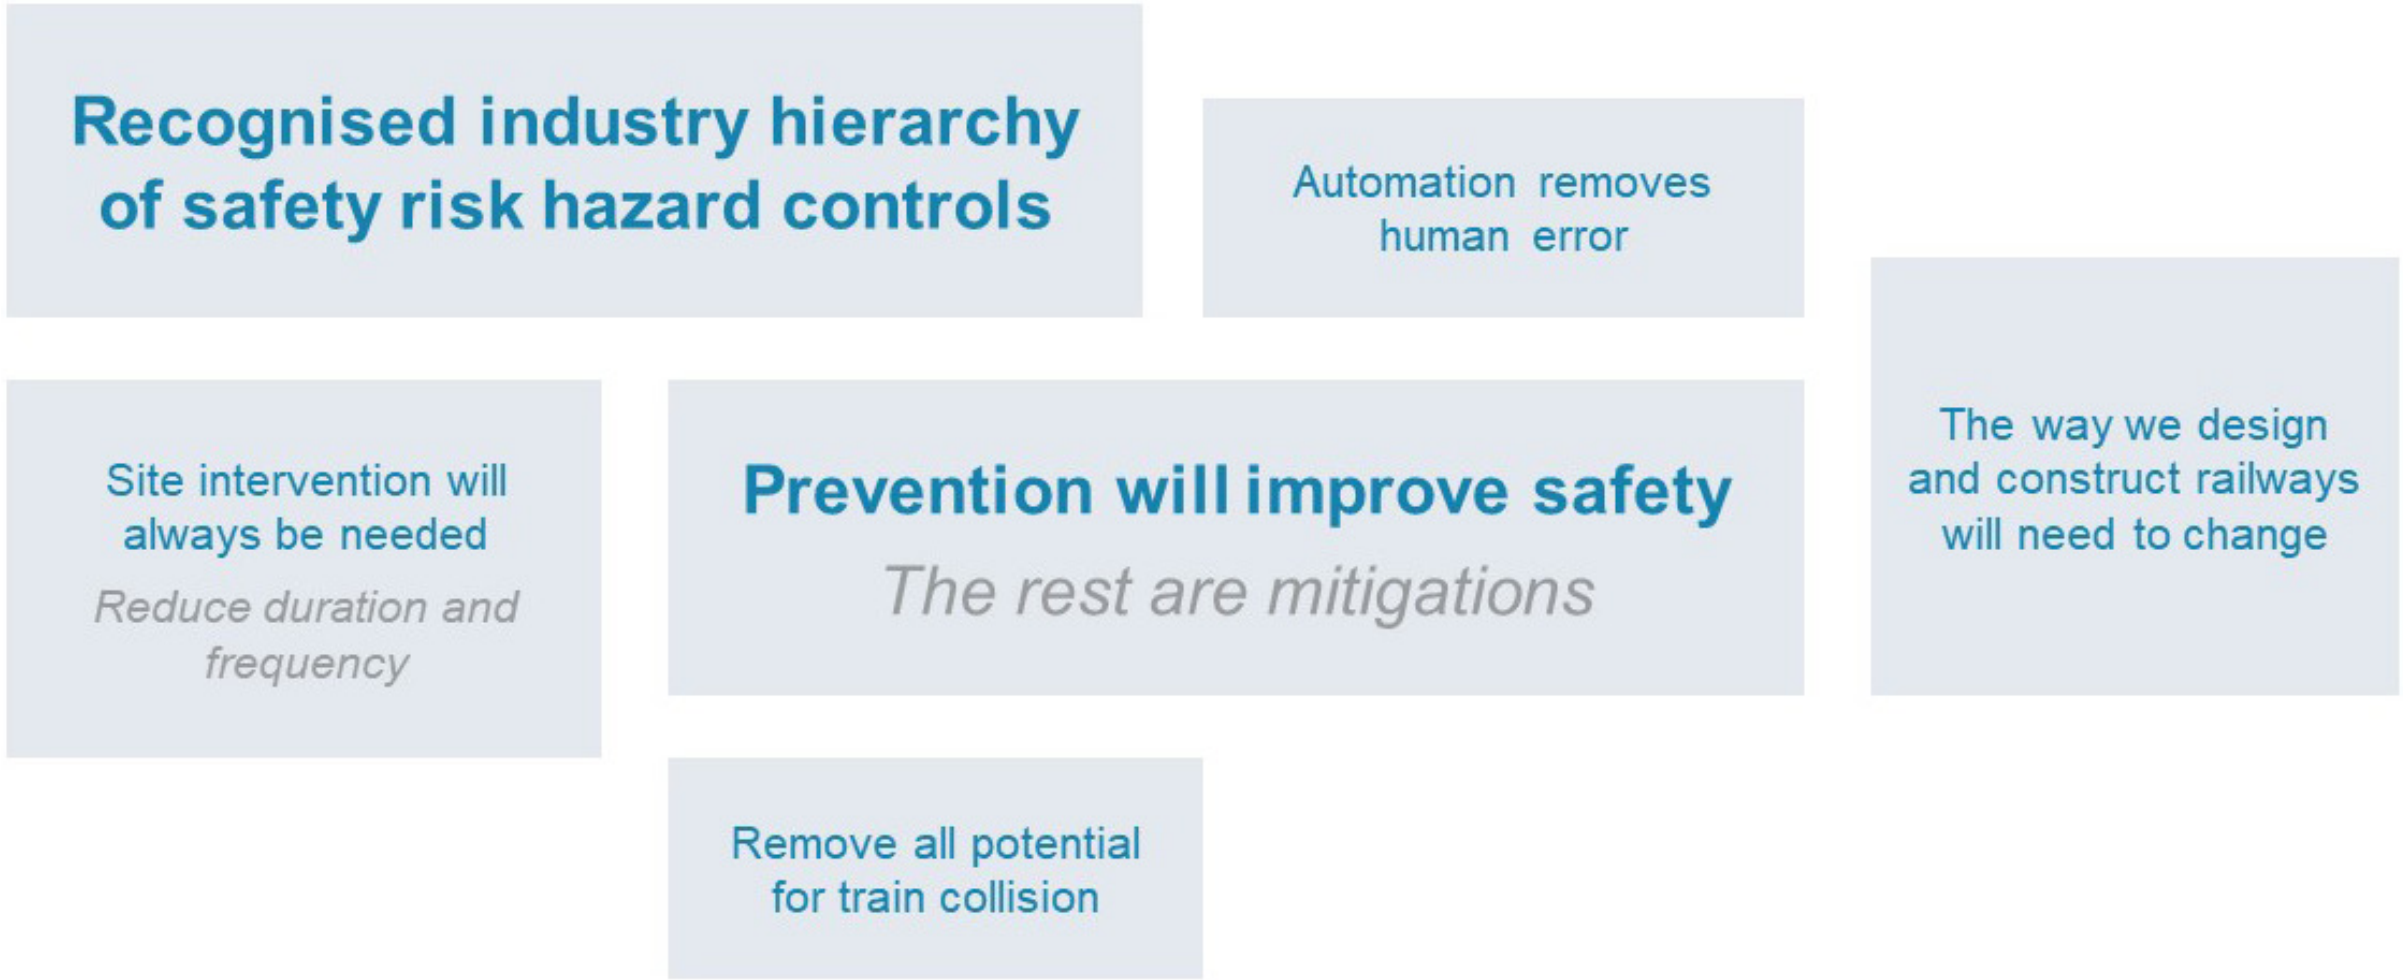 Recognised industry hierarchy
of safety risk hazard controls
Automation removes
human error
The way we design
and construct railways
will need to change
Site intervention will
always be needed
Reduce duration and
frequency
Prevention will improve safety
The rest are mitigations
Remove all potential
for train collision